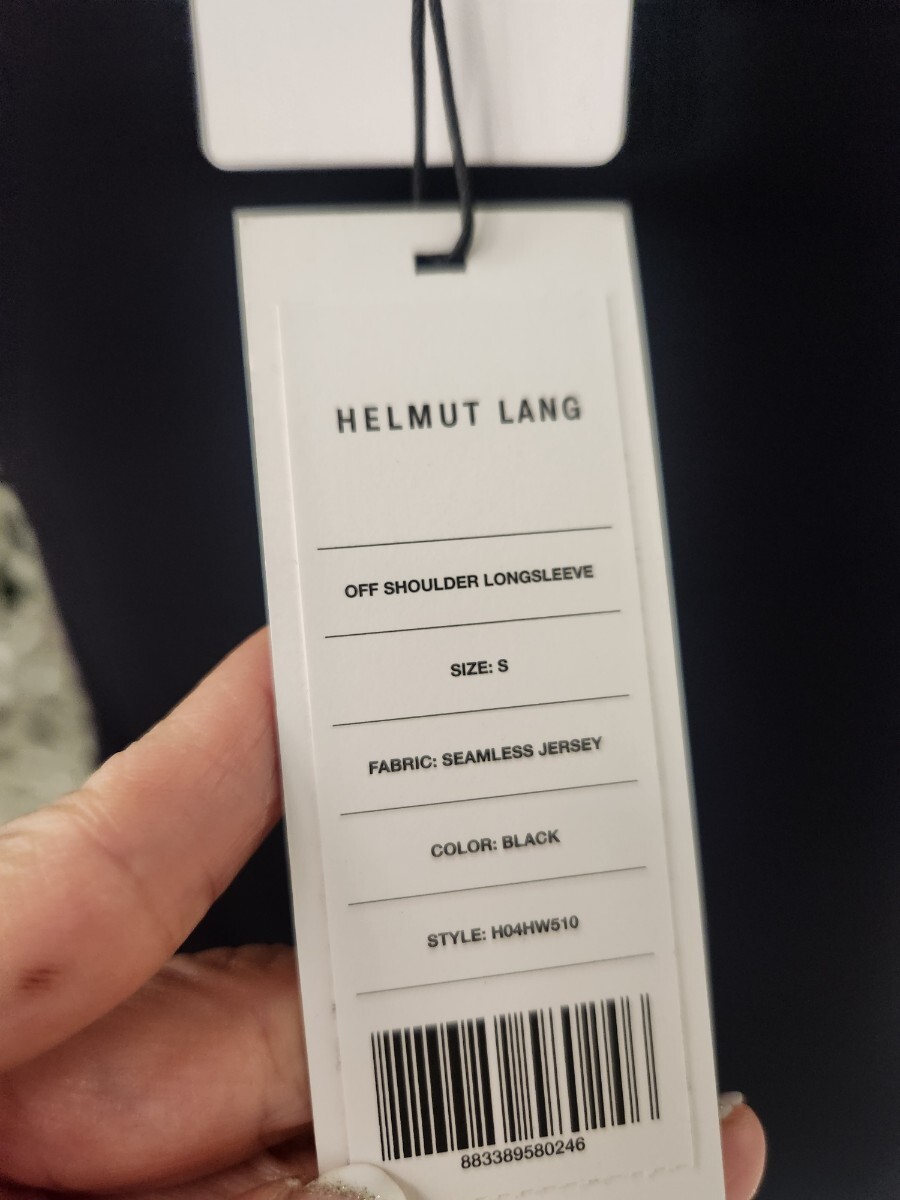 HELMUT LANG
OFF SHOULDER LONGSLEEVE
SIZE: S
FABRIC: SEAMLESS JERSEY
COLOR: BLACK
STYLE: H04HW510
883389580246